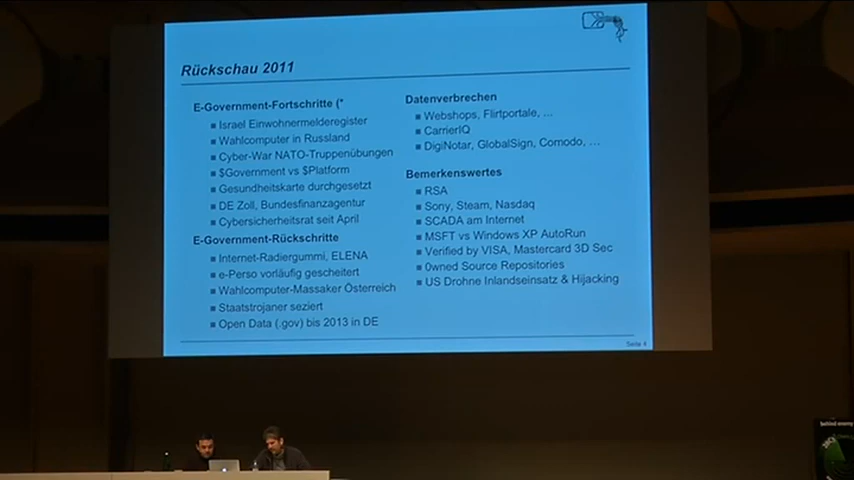 Rückschau 2011
E-Government-Fortschritte (*
Israel Einwohnermelderegister
Wahlcomputer in Russland
Cyber-War NATO-Truppenübungen
$Government vs $Platform
Gesundheitskarte durchgesetzt
DE Zoll, Bundesfinanzagentur
Cybersicherheitsrat seit April
E-Government-Rückschritte
Internet-Radiergummi, ELENA
e-Perso vorläufig gescheitert
Wahlcomputer-Massaker Österreich
Staatstrojaner seziert
Open Data (.gov) bis 2013 in DE
Datenverbrechen
Webshops, Flirtportale, ...
CarrierIQ
DigiNotar, GlobalSign, Comodo, ...
Bemerkenswertes
RSA
Sony, Steam, Nasdaq
SCADA am Internet
MSFT vs Windows XP AutoRun
Verified by VISA, Mastercard 3D Sec
0wned Source Repositories
US Drohne Inlandseinsatz & Hijacking
Seite 4
behind enemy